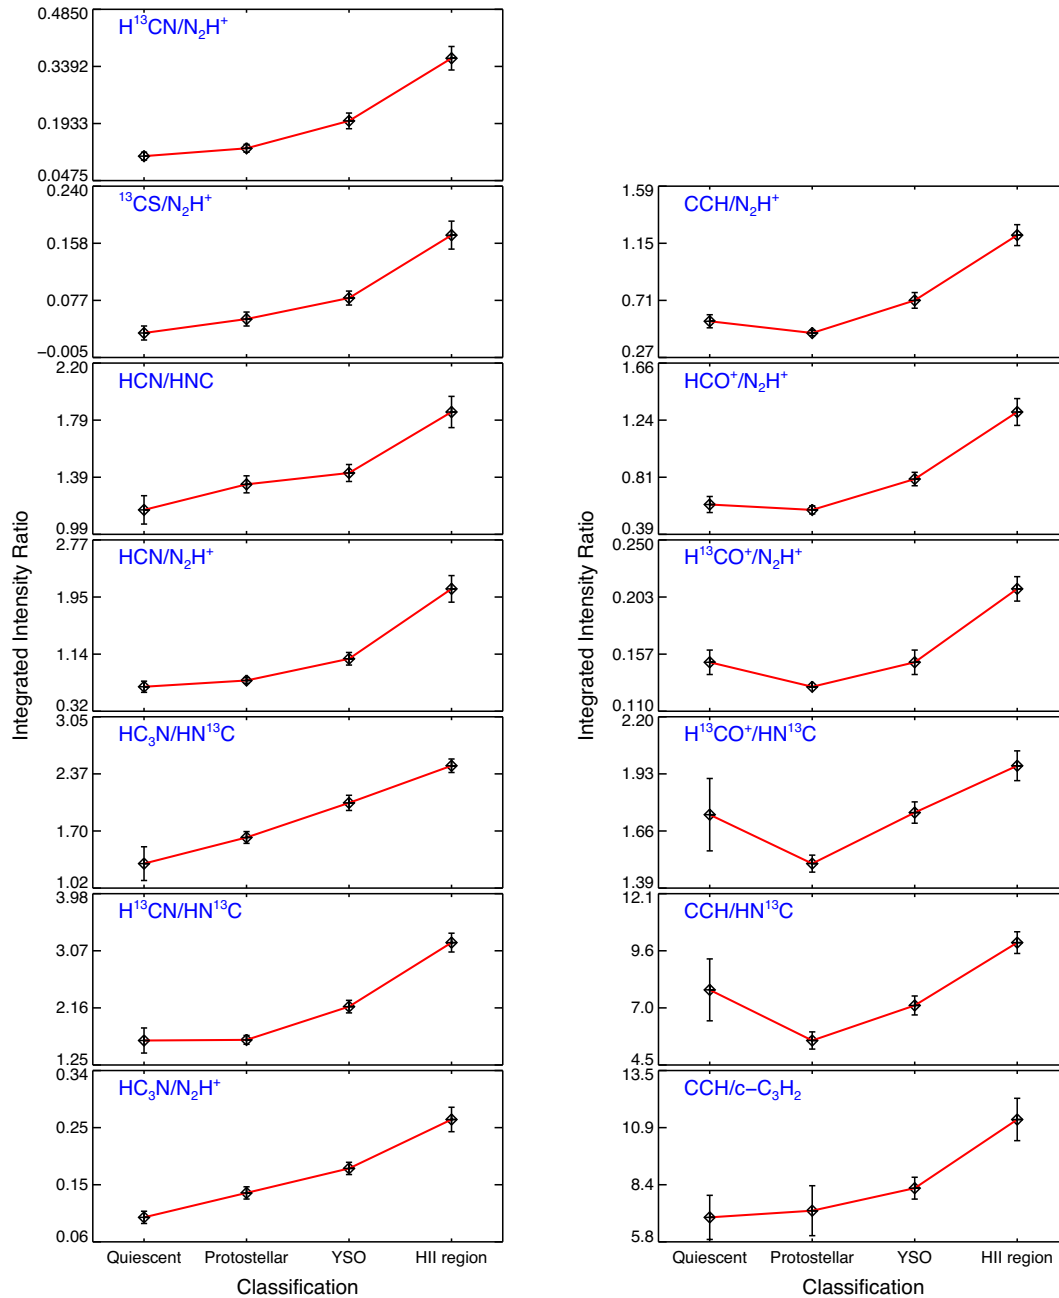 H¹³CN/N₂H⁺
0.4850
0.3392
0.1933
0.0475
¹³CS/N₂H⁺
0.240
0.158
0.077
−0.005
HCN/HNC
2.20
1.79
1.39
0.99
HCN/N₂H⁺
2.77
1.95
1.14
0.32
HC₃N/HN¹³C
3.05
2.37
1.70
1.02
H¹³CN/HN¹³C
3.98
3.07
2.16
1.25
HC₃N/N₂H⁺
0.34
0.25
0.15
0.06
Quiescent Protostellar YSO HII region
Classification
Integrated Intensity Ratio
CCH/N₂H⁺
1.59
1.15
0.71
0.27
HCO⁺/N₂H⁺
1.66
1.24
0.81
0.39
H¹³CO⁺/N₂H⁺
0.250
0.203
0.157
0.110
H¹³CO⁺/HN¹³C
2.20
1.93
1.66
1.39
CCH/HN¹³C
12.1
9.6
7.0
4.5
CCH/c−C₃H₂
13.5
10.9
8.4
5.8
Quiescent Protostellar YSO HII region
Classification
Integrated Intensity Ratio